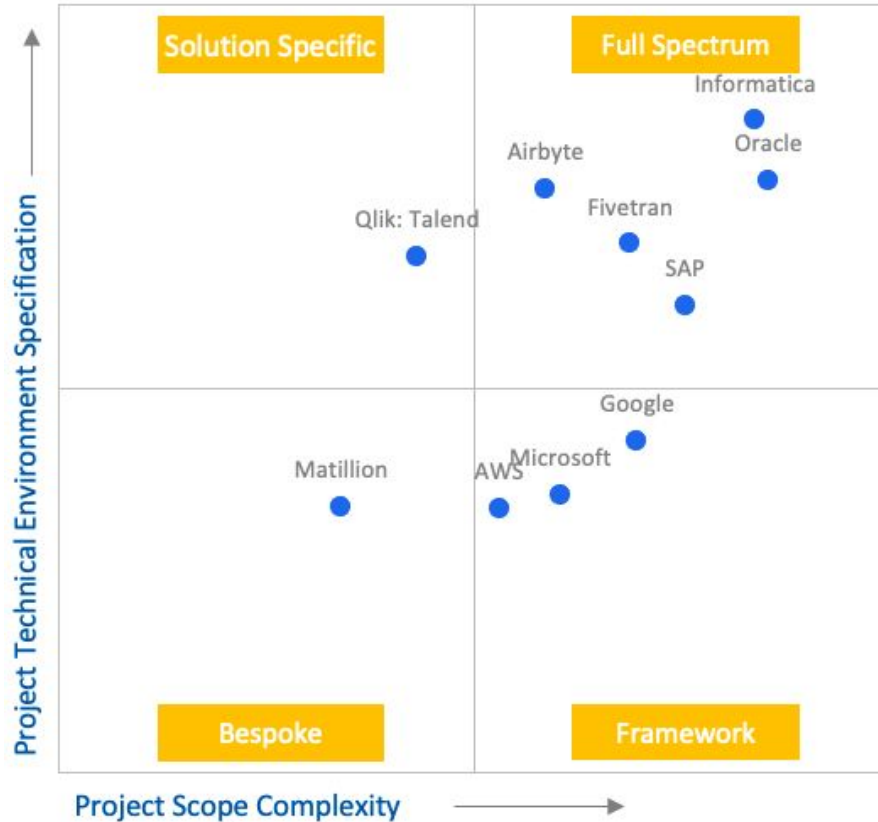 Solution Specific
Full Spectrum
Informatica
Oracle
Airbyte
Fivetran
Qlik: Talend
SAP
Google
Microsoft
AWS
Matillion
Bespoke
Framework
Project Technical Environment Specification
Project Scope Complexity